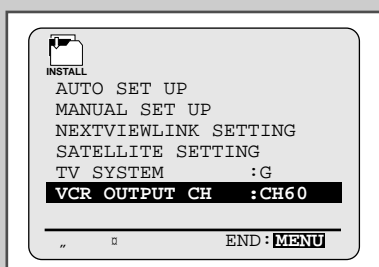 INSTALL
AUTO SET UP
MANUAL SET UP
NEXTVIEWLINK SETTING
SATELLITE SETTING
TV SYSTEM :G
VCR OUTPUT CH :CH60
„ ¤ END:MENU